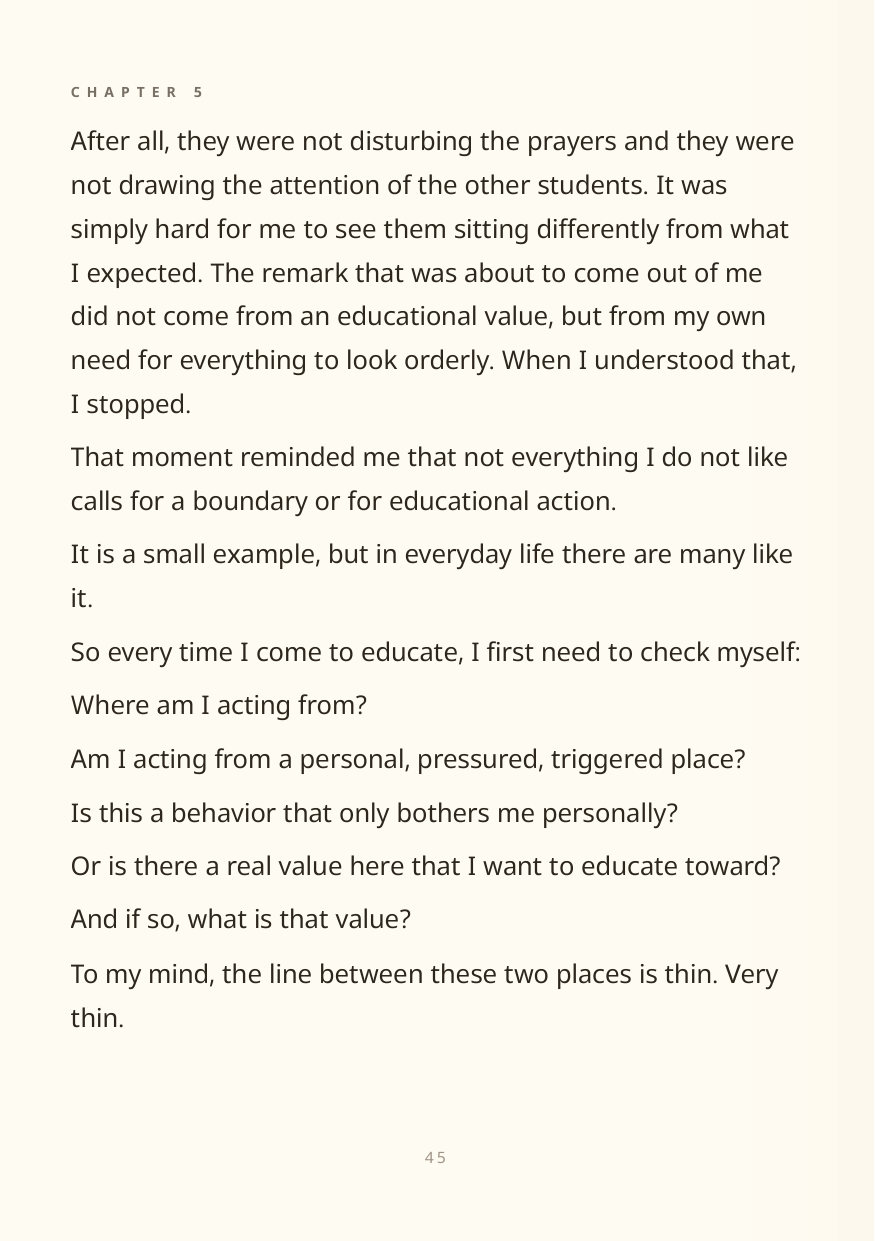 CHAPTER 5
After all, they were not disturbing the prayers and they were
not drawing the attention of the other students. It was
simply hard for me to see them sitting differently from what
I expected. The remark that was about to come out of me
did not come from an educational value, but from my own
need for everything to look orderly. When I understood that,
I stopped.
That moment reminded me that not everything I do not like
calls for a boundary or for educational action.
It is a small example, but in everyday life there are many like
it.
So every time I come to educate, I first need to check myself:
Where am I acting from?
Am I acting from a personal, pressured, triggered place?
Is this a behavior that only bothers me personally?
Or is there a real value here that I want to educate toward?
And if so, what is that value?
To my mind, the line between these two places is thin. Very
thin.
45